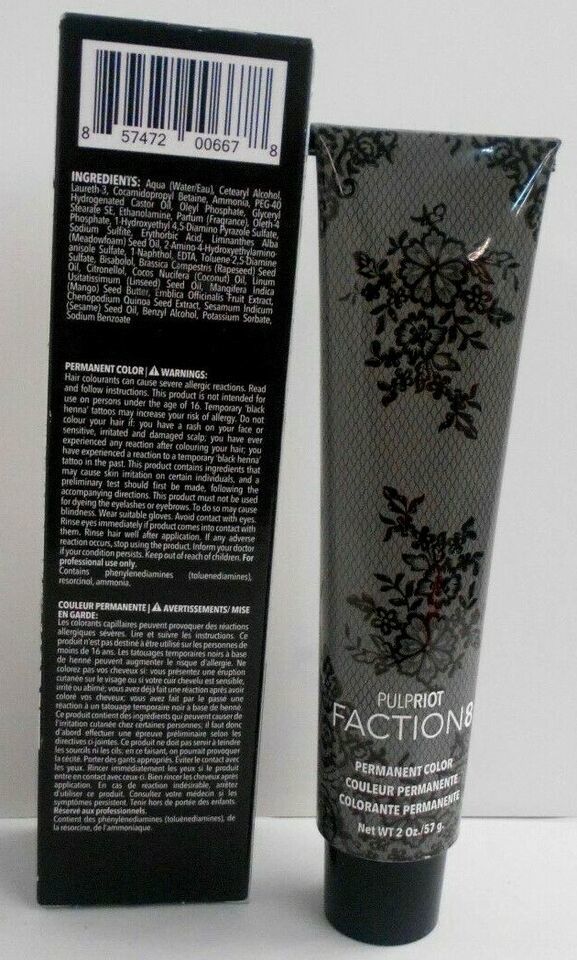 8 57472 00667 8
INGREDIENTS: Aqua (Water/Eau), Cetearyl Alcohol,
Laureth-3, Cocamidopropyl Betaine, Ammonia, PEG-40
Hydrogenated Castor Oil, Oleyl Phosphate, Glyceryl
Stearate SE, Ethanolamine, Parfum (Fragrance), Oleth-4
Phosphate, 1-Hydroxyethyl 4,5-Diamino Pyrazole Sulfate,
Sodium Sulfite, Erythorbic Acid, Limnanthes Alba
(Meadowfoam) Seed Oil, 2-Amino-4-Hydroxyethylamino-
anisole Sulfate, 1-Naphthol, EDTA, Toluene-2,5-Diamine
Sulfate, Bisabolol, Brassica Campestris (Rapeseed) Seed
Oil, Citronellol, Cocos Nucifera (Coconut) Oil, Linum
Usitatissimum (Linseed) Seed Oil, Mangifera Indica
(Mango) Seed Butter, Emblica Officinalis Fruit Extract,
Chenopodium Quinoa Seed Extract, Sesamum Indicum
(Sesame) Seed Oil, Benzyl Alcohol, Potassium Sorbate,
Sodium Benzoate
PERMANENT COLOR | ⚠ WARNINGS:
Hair colourants can cause severe allergic reactions. Read
and follow instructions. This product is not intended for
use on persons under the age of 16. Temporary 'black
henna' tattoos may increase your risk of allergy. Do not
colour your hair if: you have a rash on your face or
sensitive, irritated and damaged scalp; you have ever
experienced any reaction after colouring your hair; you
have experienced a reaction to a temporary 'black henna'
tattoo in the past. This product contains ingredients that
may cause skin irritation on certain individuals, and a
preliminary test should first be made, following the
accompanying directions. This product must not be used
for dyeing the eyelashes or eyebrows. To do so may cause
blindness. Wear suitable gloves. Avoid contact with eyes.
Rinse eyes immediately if product comes into contact with
them. Rinse hair well after application. If any adverse
reaction occurs, stop using the product. Inform your doctor
if your condition persists. Keep out of reach of children. For
professional use only.
Contains phenylenediamines (toluenediamines),
resorcinol, ammonia.
COULEUR PERMANENTE | ⚠ AVERTISSEMENTS/ MISE
EN GARDE:
Les colorants capillaires peuvent provoquer des réactions
allergiques sévères. Lire et suivre les instructions. Ce
produit n'est pas destiné à être utilisé sur les personnes de
moins de 16 ans. Les tatouages temporaires noirs à base
de henné peuvent augmenter le risque d'allergie. Ne
colorez pas vos cheveux si: vous présentez une éruption
cutanée sur le visage ou si votre cuir chevelu est sensible,
irrité ou abîmé; vous avez déjà fait une réaction après avoir
coloré vos cheveux; vous avez fait par le passé une
réaction à un tatouage temporaire noir à base de henné.
Ce produit contient des ingrédients qui peuvent causer de
l'irritation cutanée chez certaines personnes; il faut donc
d'abord effectuer une épreuve préliminaire selon les
directives ci-jointes. Ce produit ne doit pas servir à teindre
les sourcils ni les cils, en ce faisant, on pourrait provoquer
la cécité. Porter des gants appropriés. Éviter le contact avec
les yeux. Rincer immédiatement les yeux si le produit
entre en contact avec ceux-ci. Bien rincer les cheveux après
application. En cas de réaction indésirable, arrêtez
d'utiliser ce produit. Consultez votre médecin si les
symptômes persistent. Tenir hors de portée des enfants.
Réservé aux professionnels.
Contient des phénylènediamines (toluènediamines), de
la résorcine, de l'ammoniaque.
PULPRIOT
FACTION8
PERMANENT COLOR
COULEUR PERMANENTE
COLORANTE PERMANENTE
Net WT 2 Oz./57 g.